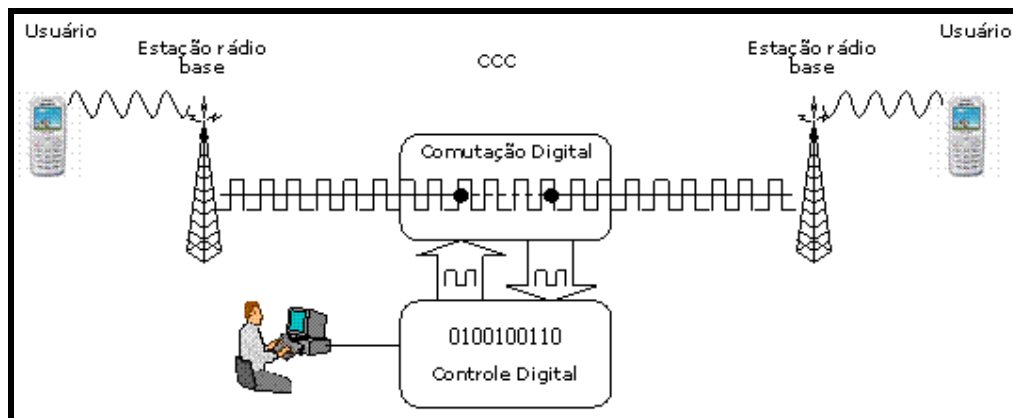 Usuário
Estação rádio
base
CCC
Estação rádio
base
Usuário
Comutação Digital
0100100110
Controle Digital